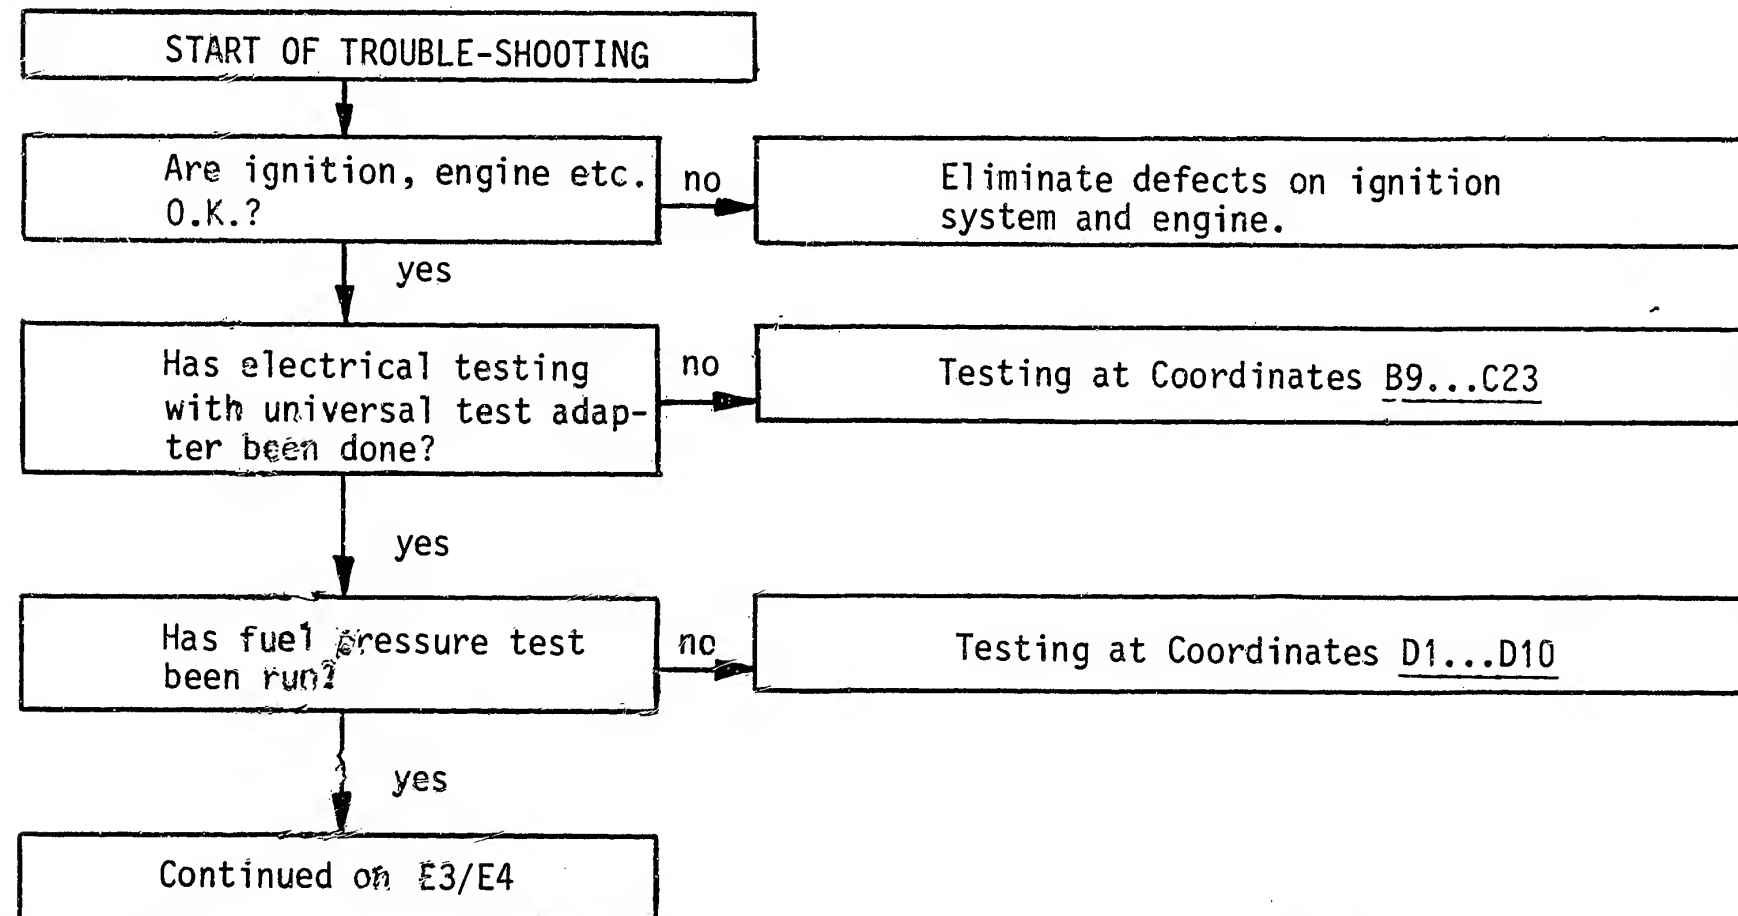 START OF TROUBLE-SHOOTING
Are ignition, engine etc.
O.K.?
no
Eliminate defects on ignition
system and engine.
yes
Has electrical testing
with universal test adap-
ter been done?
no
Testing at Coordinates B9...C23
yes
Has fuel pressure test
been run?
no
Testing at Coordinates D1...D10
yes
Continued on E3/E4